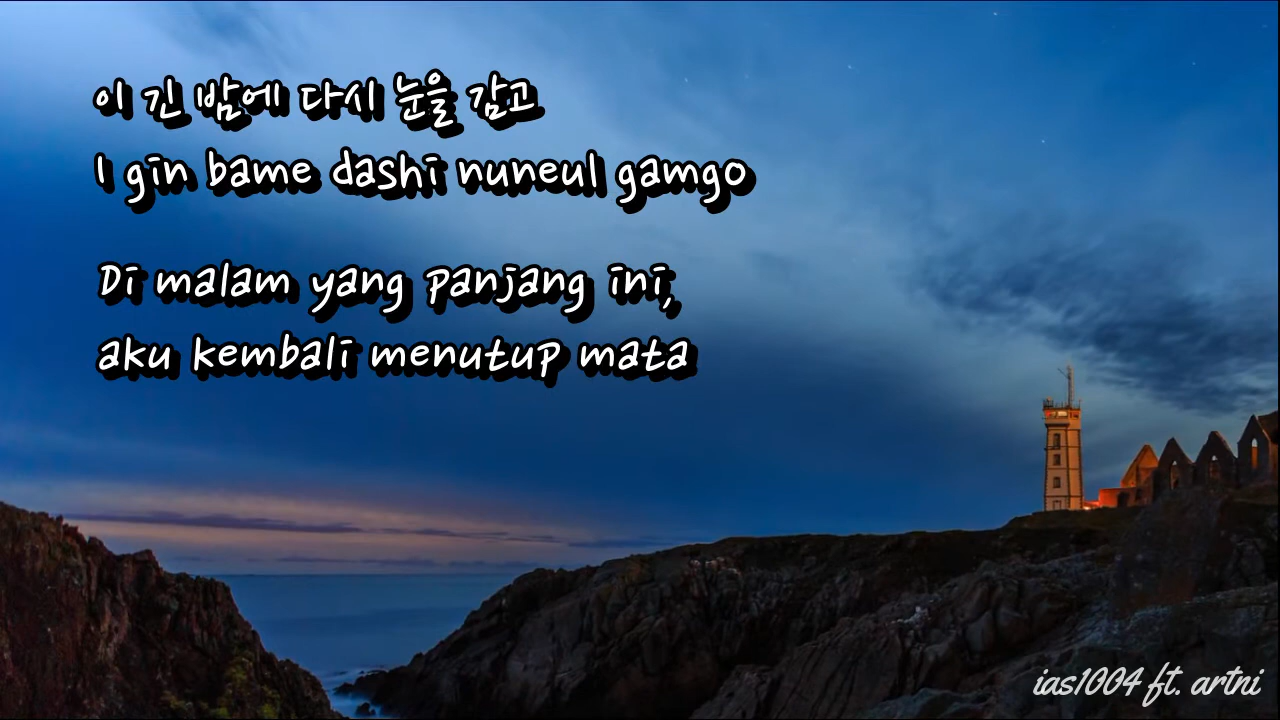 이 긴 밤에 다시 눈을 감고
I gin bame dashi nuneul gamgo
Di malam yang panjang ini,
aku kembali menutup mata
ias1004 ft. artni